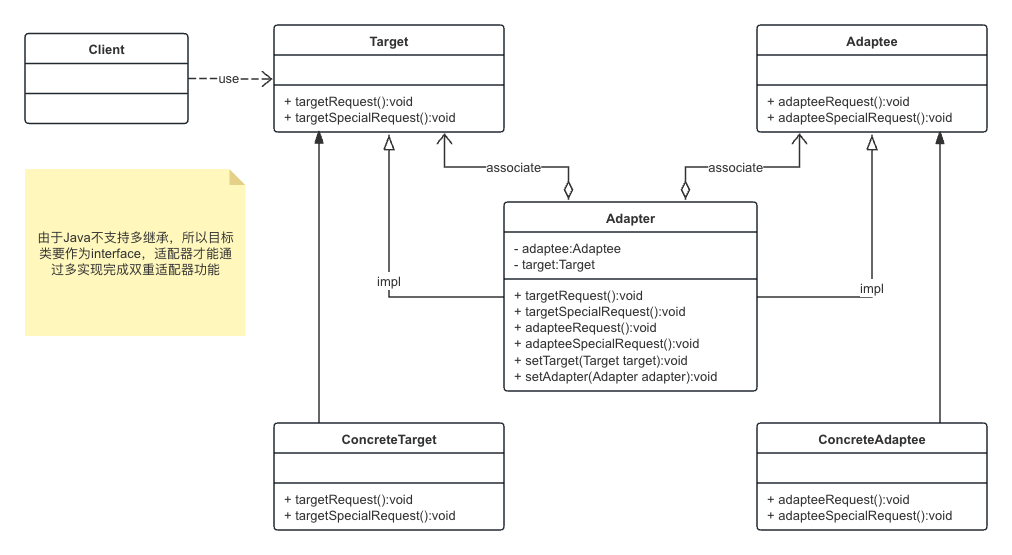 Client
use
Target
+ targetRequest():void
+ targetSpecialRequest():void
Adaptee
+ adapteeRequest():void
+ adapteeSpecialRequest():void
associate
associate
由于Java不支持多继承，所以目标
类要作为interface，适配器才能通
过多实现完成双重适配器功能
impl
impl
Adapter
- adaptee:Adaptee
- target:Target
+ targetRequest():void
+ targetSpecialRequest():void
+ adapteeRequest():void
+ adapteeSpecialRequest():void
+ setTarget(Target target):void
+ setAdapter(Adapter adapter):void
ConcreteTarget
+ targetRequest():void
+ targetSpecialRequest():void
ConcreteAdaptee
+ adapteeRequest():void
+ adapteeSpecialRequest():void